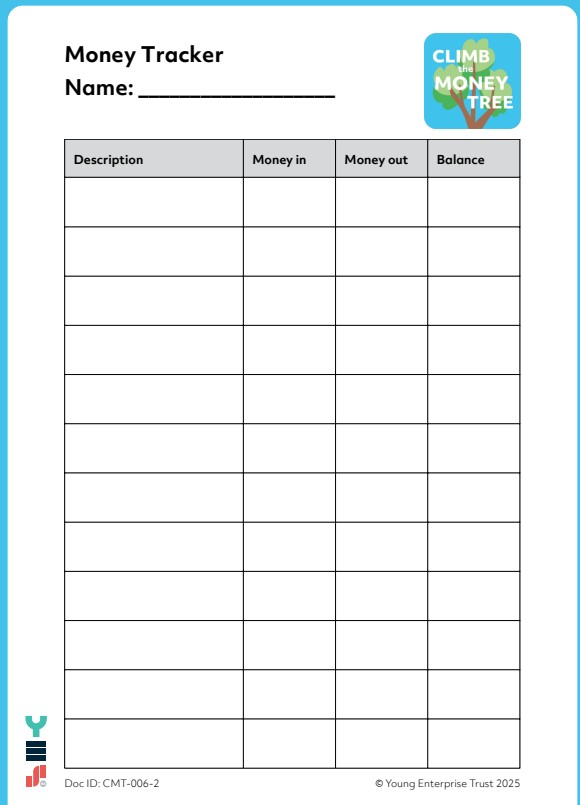 Money Tracker
Name: ___________________
CLIMB
the
MONEY
TREE
Description Money in Money out Balance
Doc ID: CMT-006-2 © Young Enterprise Trust 2025